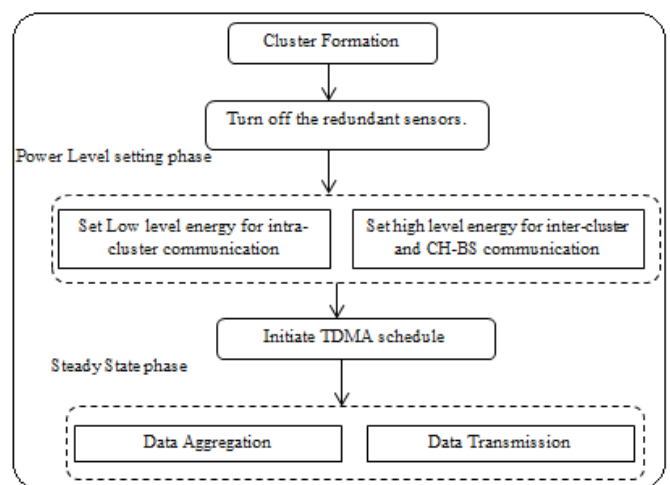 Cluster Formation
Turn off the redundant sensors.
Power Level setting phase
Set Low level energy for intra-
cluster communication
Set high level energy for inter-cluster
and CH-BS communication
Initiate TDMA schedule
Steady State phase
Data Aggregation
Data Transmission